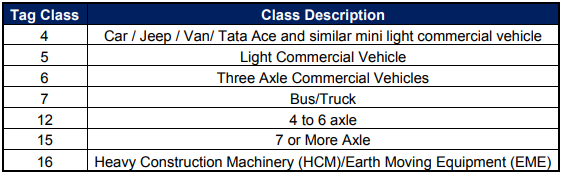 Tag Class Class Description
4 Car / Jeep / Van/ Tata Ace and similar mini light commercial vehicle
5 Light Commercial Vehicle
6 Three Axle Commercial Vehicles
7 Bus/Truck
12 4 to 6 axle
15 7 or More Axle
16 Heavy Construction Machinery (HCM)/Earth Moving Equipment (EME)